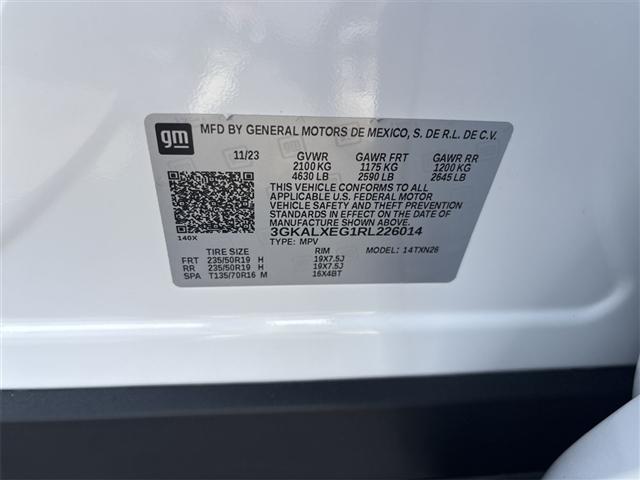 gm MFD BY GENERAL MOTORS DE MEXICO, S. DE R.L. DE C.V.
11/23 GVWR GAWR FRT GAWR RR
2100 KG 1175 KG 1200 KG
4630 LB 2590 LB 2645 LB
THIS VEHICLE CONFORMS TO ALL
APPLICABLE U.S. FEDERAL MOTOR
VEHICLE SAFETY AND THEFT PREVENTION
STANDARDS IN EFFECT ON THE DATE OF
MANUFACTURE SHOWN ABOVE.
3GKALXEG1RL226014
140X TYPE: MPV MODEL: 14TXN26
TIRE SIZE RIM
FRT 235/50R19 H 19X7.5J
RR 235/50R19 H 19X7.5J
SPA T135/70R16 M 16X4BT